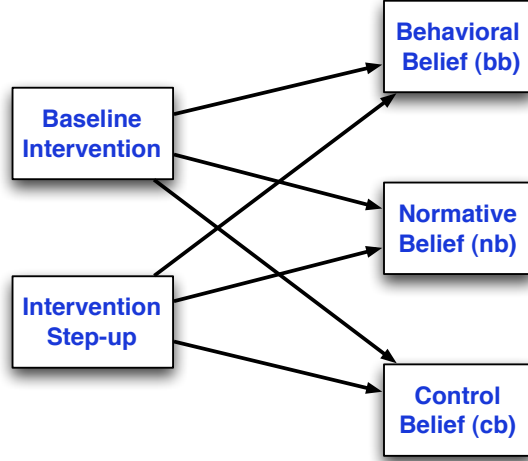 Behavioral
Belief (bb)
Baseline
Intervention
Normative
Belief (nb)
Intervention
Step-up
Control
Belief (cb)